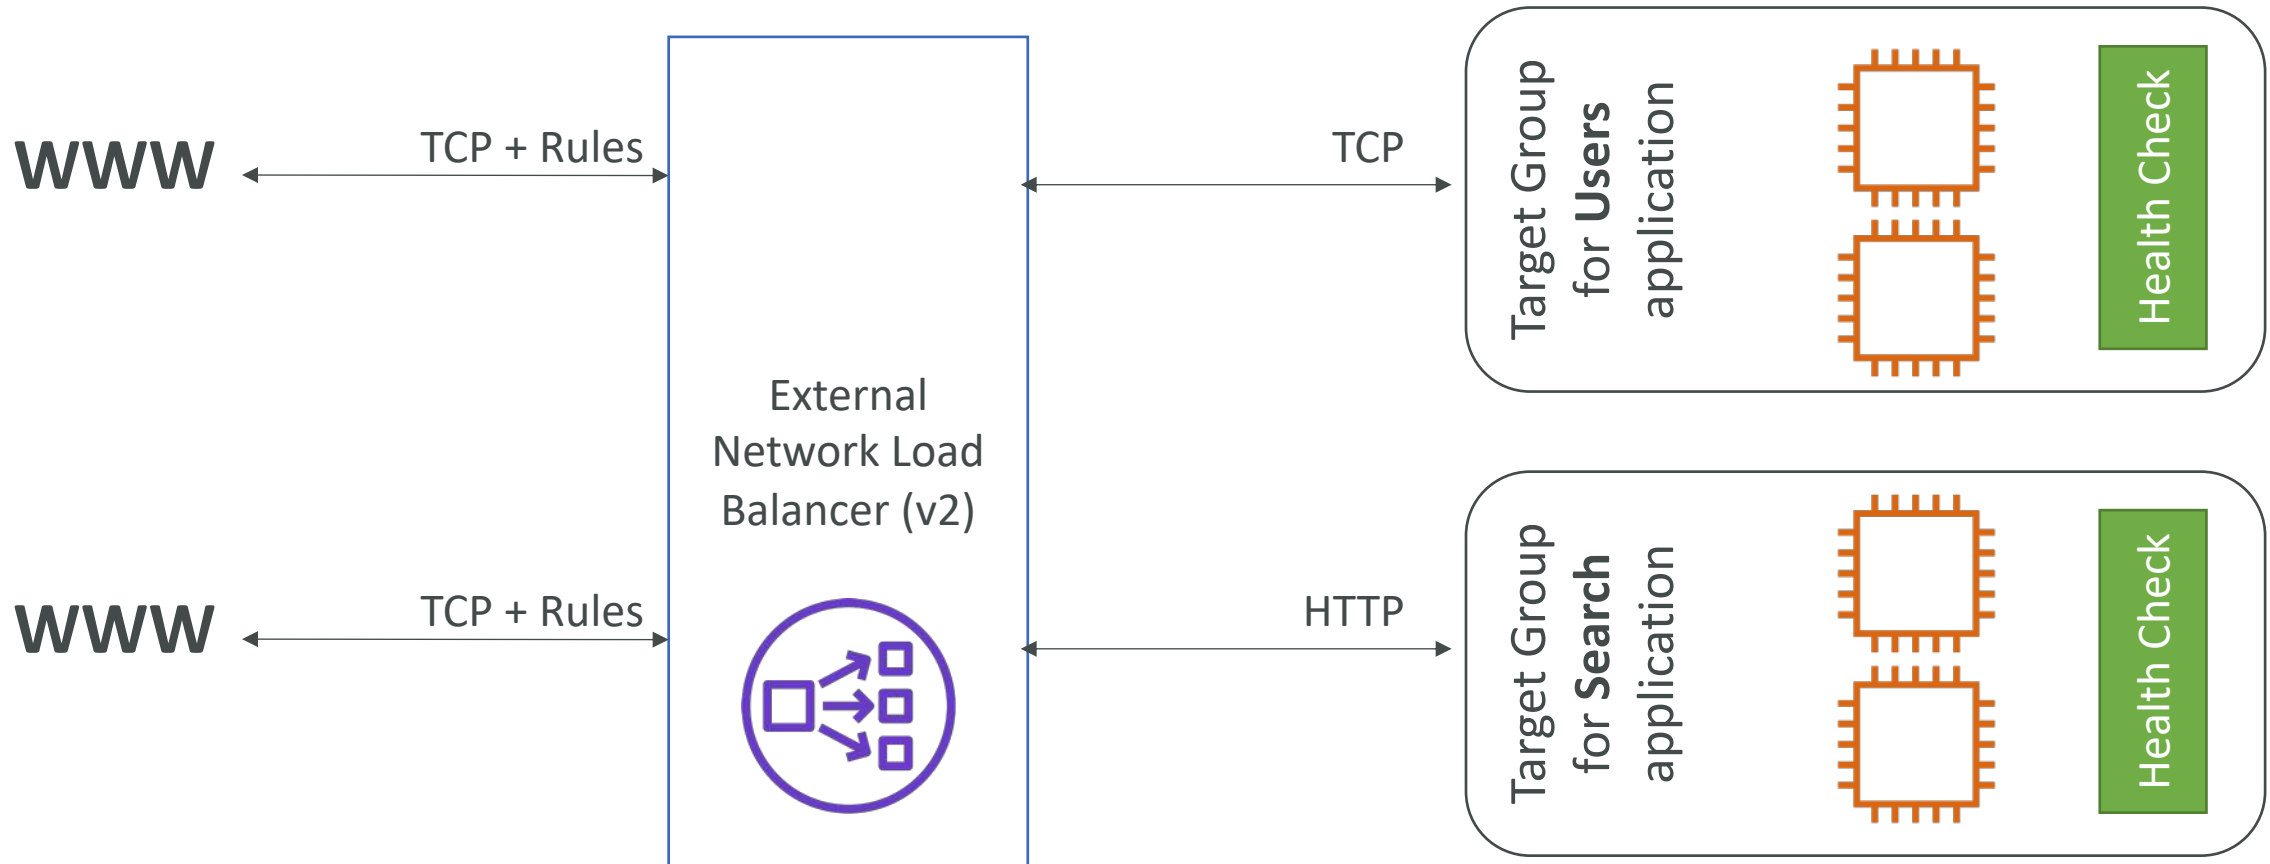 WWW
TCP + Rules
TCP
Target Group
for Users
application
Health Check
External
Network Load
Balancer (v2)
WWW
TCP + Rules
HTTP
Target Group
for Search
application
Health Check